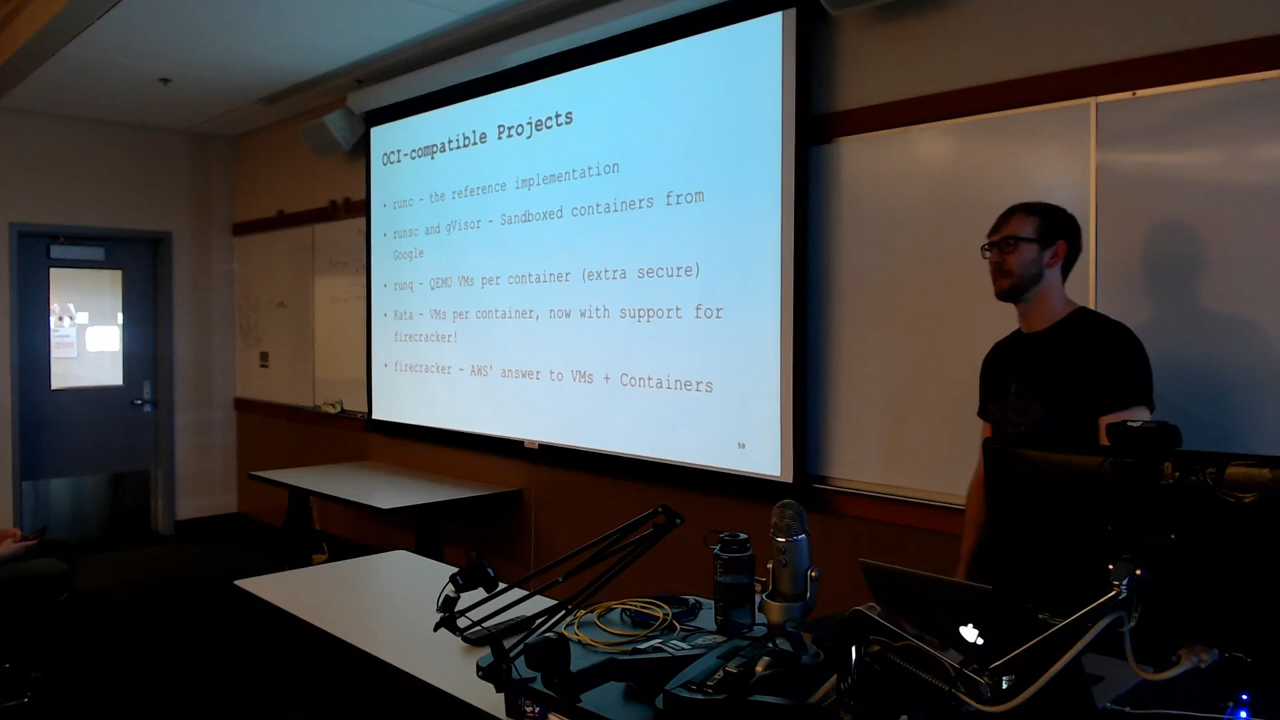 OCI-compatible Projects
• runc - the reference implementation
• runsc and gVisor - Sandboxed containers from
Google
• runq - QEMU VMs per container (extra secure)
• Kata - VMs per container, now with support for
firecracker!
• firecracker - AWS' answer to VMs + Containers
58